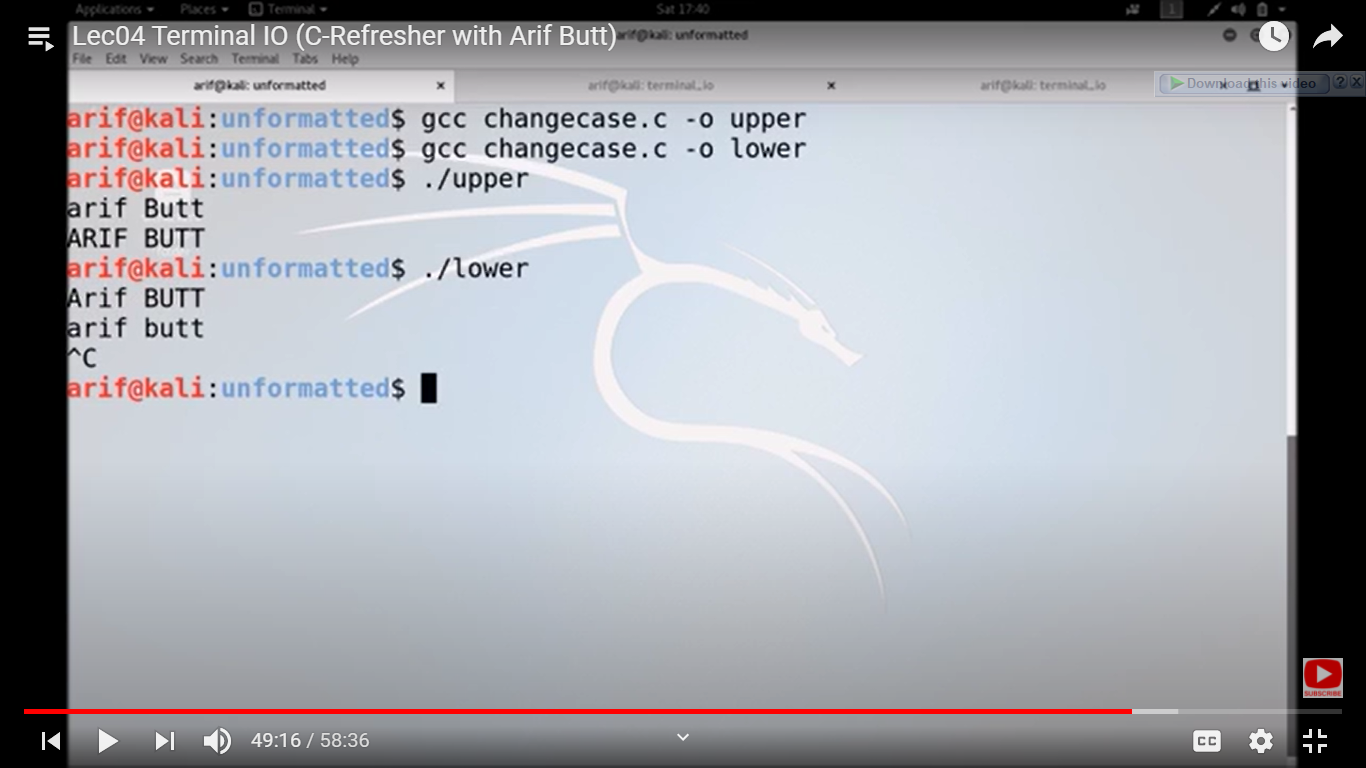 Applications Places Terminal Sat 17:40 1
Lec04 Terminal IO (C-Refresher with Arif Butt) arif@kali: unformatted
File Edit View Search Terminal Tabs Help
arif@kali: unformatted × arif@kali: terminal_io × arif@kali: terminal_io
Download this video ? X
arif@kali:unformatted$ gcc changecase.c -o upper
arif@kali:unformatted$ gcc changecase.c -o lower
arif@kali:unformatted$ ./upper
arif Butt
ARIF BUTT
arif@kali:unformatted$ ./lower
Arif BUTT
arif butt
^C
arif@kali:unformatted$
SUBSCRIBE
49:16 / 58:36 CC